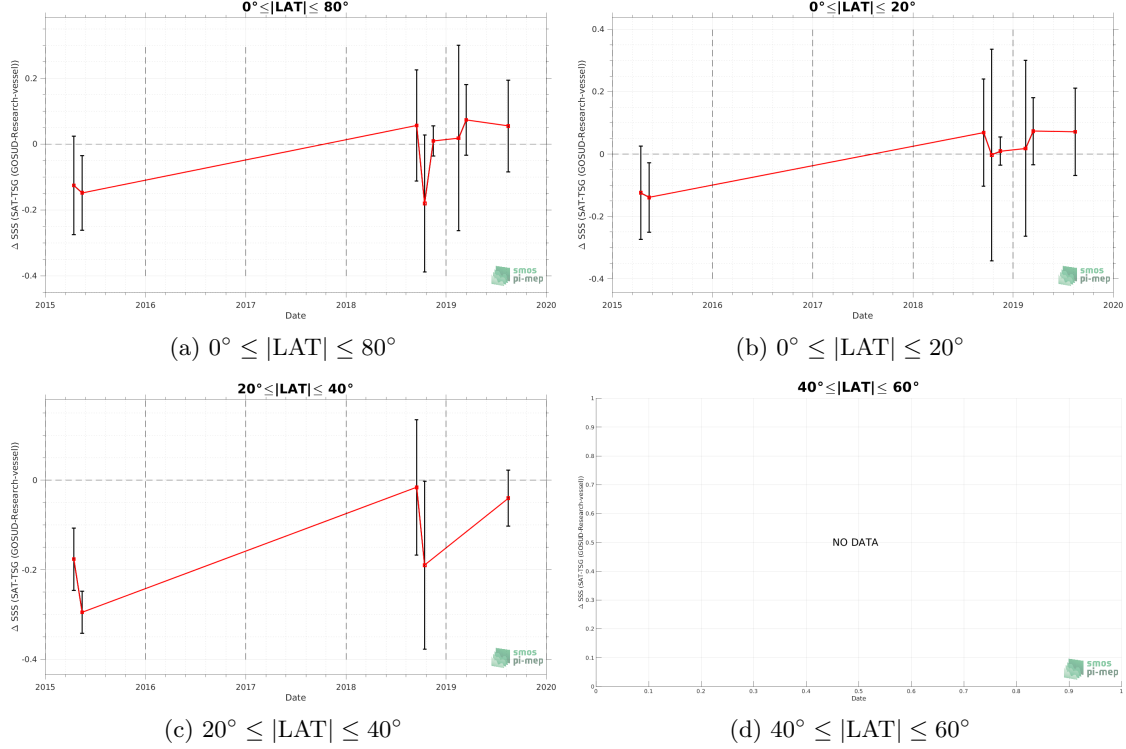 0°≤|LAT|≤ 80°
Δ SSS (SAT-TSG (GOSUD-Research-vessel))
0.2
0
-0.2
-0.4
2015 2016 2017 2018 2019 2020
Date
smos
pi-mep
(a) 0° ≤ |LAT| ≤ 80°
0°≤|LAT|≤ 20°
Δ SSS (SAT-TSG (GOSUD-Research-vessel))
0.4
0.2
0
-0.2
-0.4
2015 2016 2017 2018 2019 2020
Date
smos
pi-mep
(b) 0° ≤ |LAT| ≤ 20°
20°≤|LAT|≤ 40°
Δ SSS (SAT-TSG (GOSUD-Research-vessel))
0
-0.2
-0.4
2015 2016 2017 2018 2019 2020
Date
smos
pi-mep
(c) 20° ≤ |LAT| ≤ 40°
40°≤|LAT|≤ 60°
Δ SSS (SAT-TSG (GOSUD-Research-vessel))
1
0.9
0.8
0.7
0.6
0.5
0.4
0.3
0.2
0.1
0
NO DATA
0 0.1 0.2 0.3 0.4 0.5 0.6 0.7 0.8 0.9 1
Date
smos
pi-mep
(d) 40° ≤ |LAT| ≤ 60°